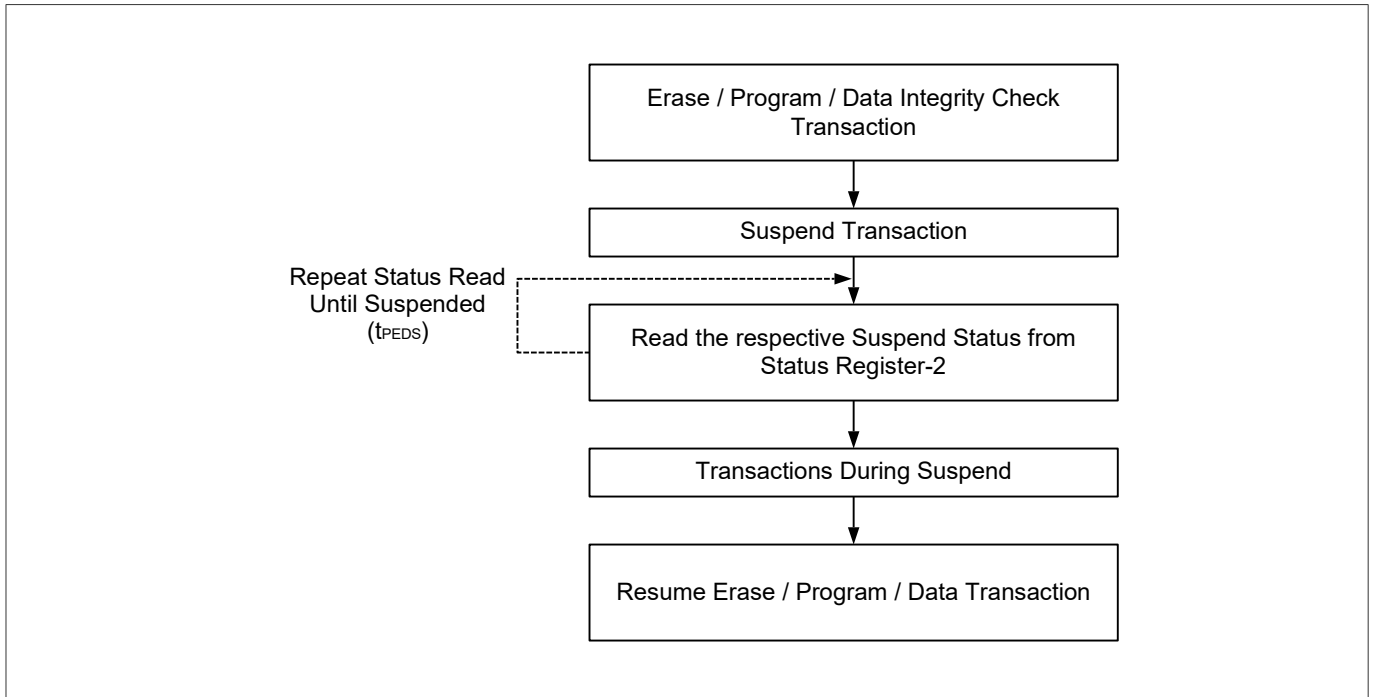 Erase / Program / Data Integrity Check
Transaction
Suspend Transaction
Repeat Status Read
Until Suspended
(tPEDS)
Read the respective Suspend Status from
Status Register-2
Transactions During Suspend
Resume Erase / Program / Data Transaction